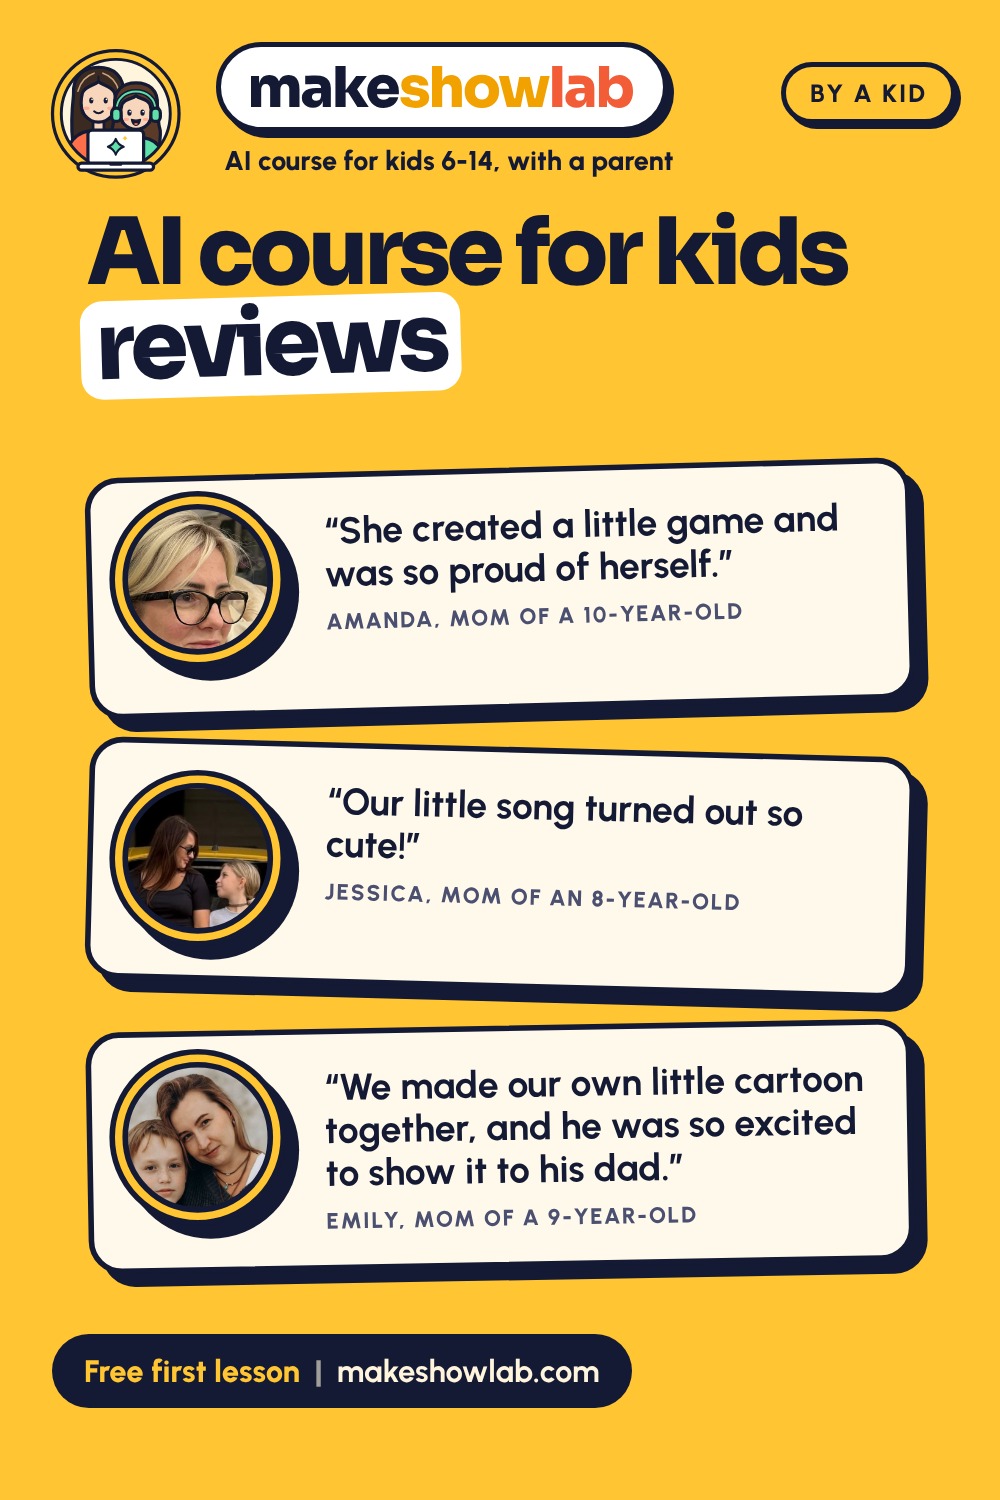 makeshowlab
BY A KID
AI course for kids 6-14, with a parent
AI course for kids
reviews
“She created a little game and
was so proud of herself.”
AMANDA, MOM OF A 10-YEAR-OLD
“Our little song turned out so
cute!”
JESSICA, MOM OF AN 8-YEAR-OLD
“We made our own little cartoon
together, and he was so excited
to show it to his dad.”
EMILY, MOM OF A 9-YEAR-OLD
Free first lesson | makeshowlab.com